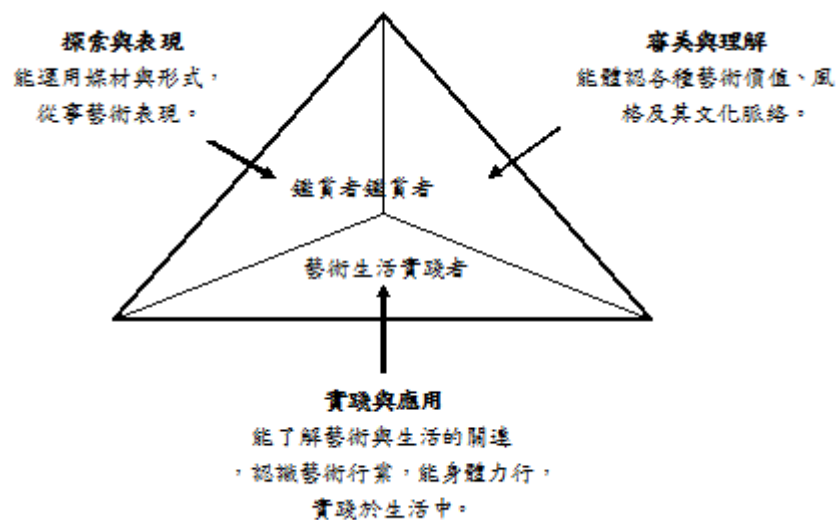 探索與表現
能運用媒材與形式，
從事藝術表現。
審美與理解
能體認各種藝術價值、風
格及其文化脈絡。
鑑賞者鑑賞者
藝術生活實踐者
實踐與應用
能了解藝術與生活的關連
，認識藝術行業，能身體力行，
實踐於生活中。